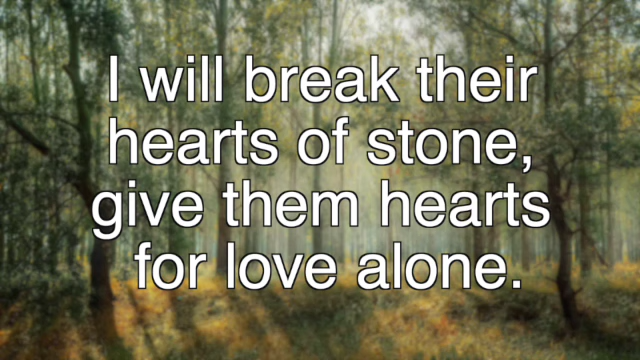 I will break their
hearts of stone,
give them hearts
for love alone.